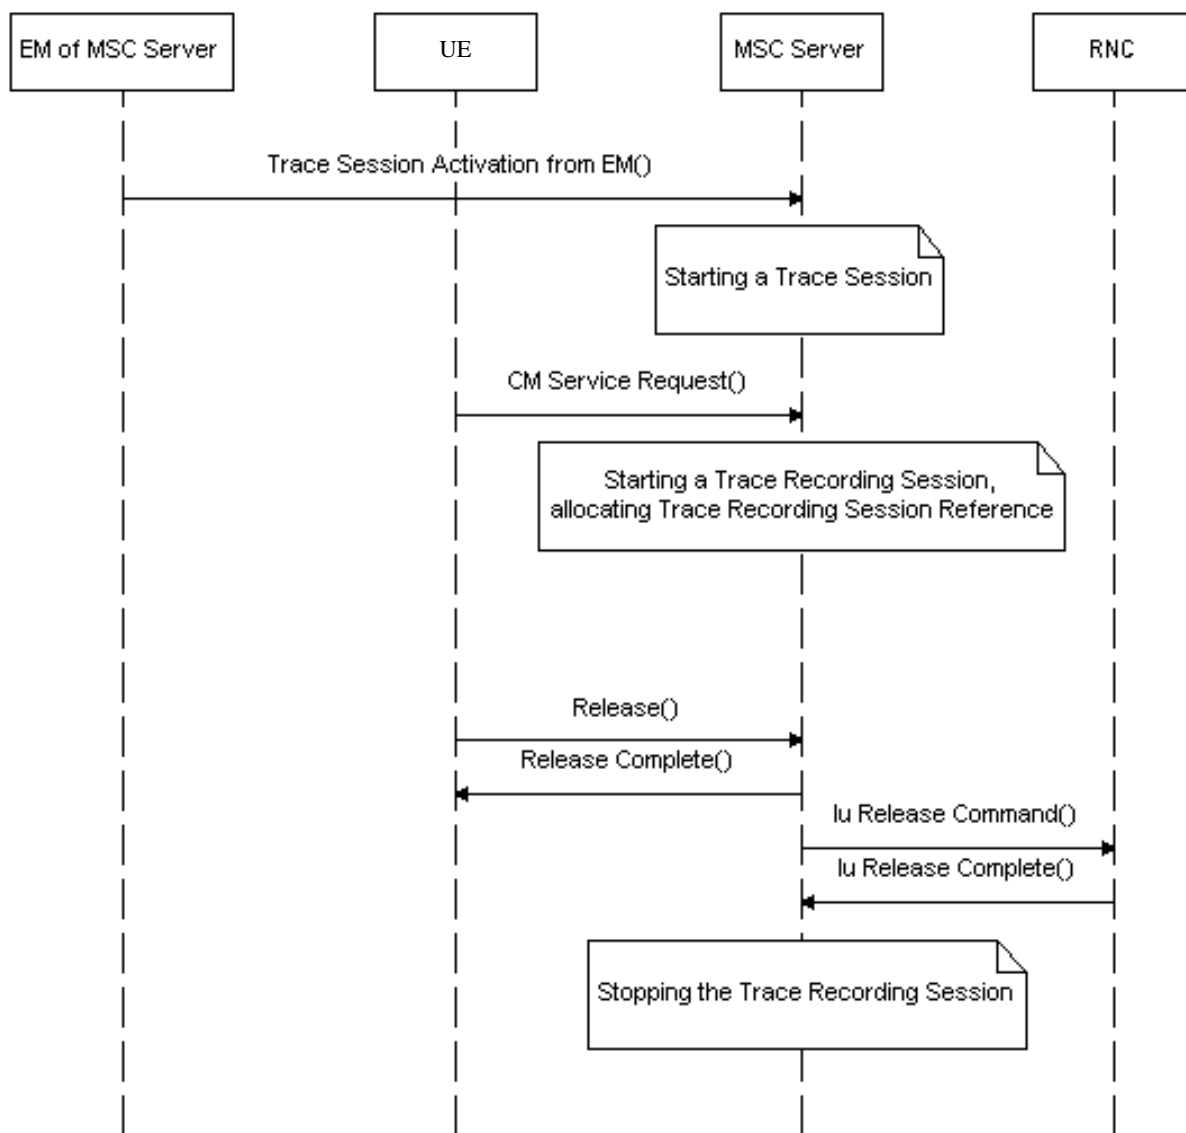 EM of MSC Server
UE
MSC Server
RNC
Trace Session Activation from EM()
Starting a Trace Session
CM Service Request()
Starting a Trace Recording Session,
allocating Trace Recording Session Reference
Release()
Release Complete()
Iu Release Command()
Iu Release Complete()
Stopping the Trace Recording Session